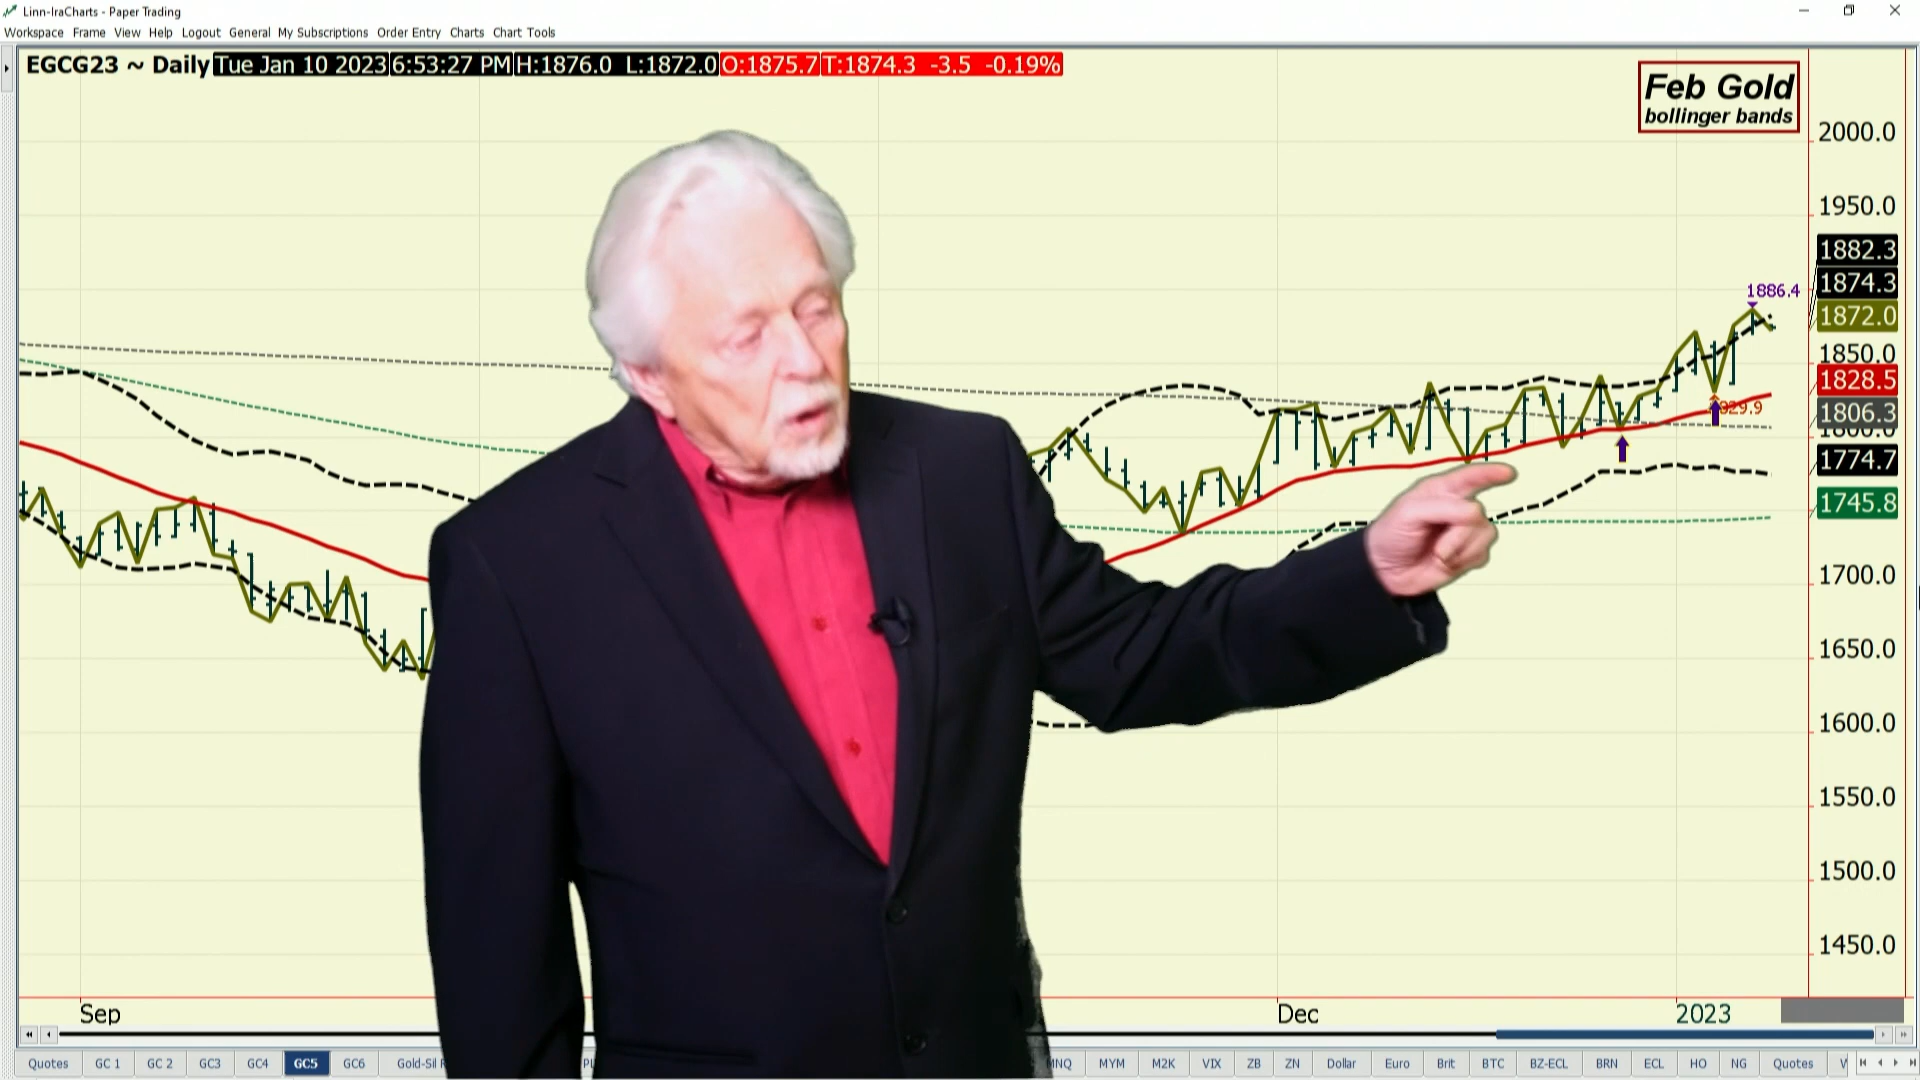 Linn-IraCharts - Paper Trading
Workspace Frame View Help Logout General My Subscriptions Order Entry Charts Chart Tools
EGCG23 ~ Daily Tue Jan 10 2023 6:53:27 PM H:1876.0 L:1872.0 O:1875.7 T:1874.3 -3.5 -0.19%
Feb Gold
bollinger bands
2000.0
1950.0
1882.3
1874.3
1886.4
1872.0
1850.0
1828.5
1806.3
1800.0
1774.7
1745.8
1700.0
1650.0
1600.0
1550.0
1500.0
1450.0
Sep Dec 2023
Quotes GC 1 GC 2 GC3 GC4 GC5 GC6 Gold-Sil MNQ MYM M2K VIX ZB ZN Dollar Euro Brit BTC BZ-ECL BRN ECL HO NG Quotes